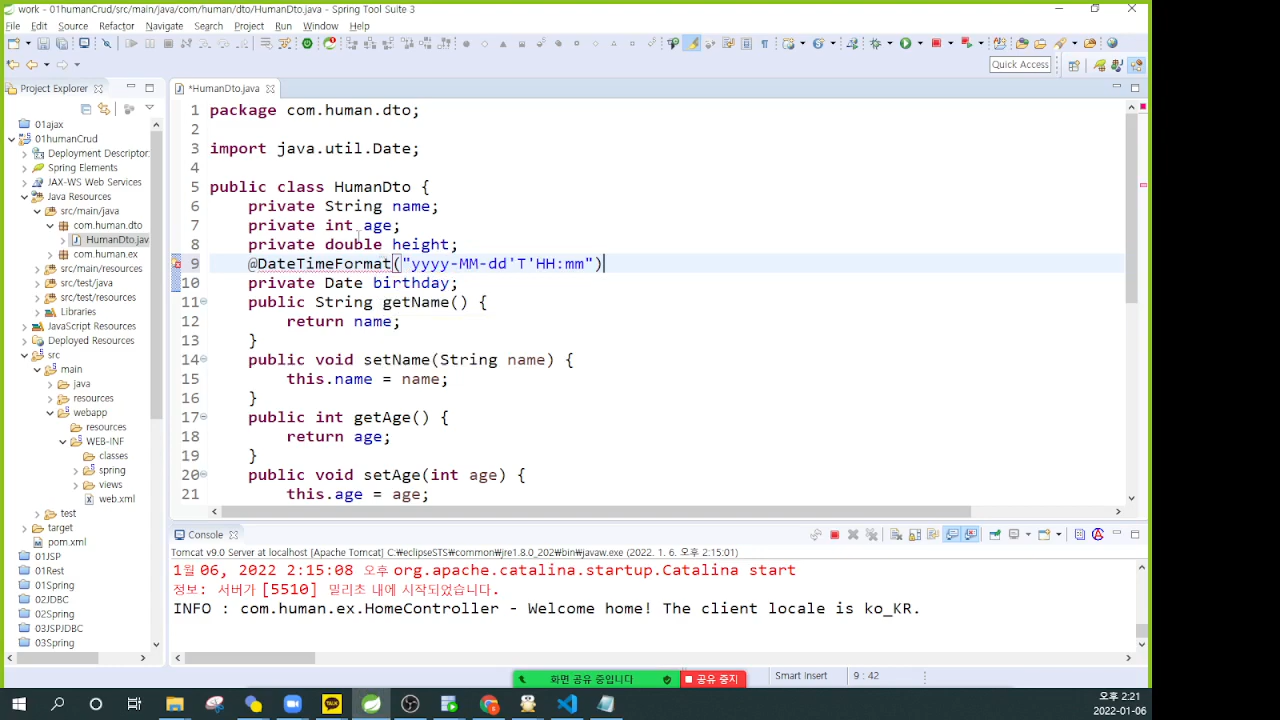 work - 01humanCrud/src/main/java/com/human/dto/HumanDto.java - Spring Tool Suite 3
File Edit Source Refactor Navigate Search Project Run Window Help
Quick Access
Project Explorer
*HumanDto.java
01ajax
01humanCrud
Deployment Descriptor:
Spring Elements
JAX-WS Web Services
Java Resources
src/main/java
com.human.dto
HumanDto.jav
com.human.ex
src/main/resources
src/test/java
src/test/resources
Libraries
JavaScript Resources
Deployed Resources
src
main
java
resources
webapp
resources
WEB-INF
classes
spring
views
web.xml
test
target
pom.xml
01JSP
01Rest
01Spring
02JDBC
02Spring
03JSPJDBC
03Spring
1 package com.human.dto;
2
3 import java.util.Date;
4
5 public class HumanDto {
6 private String name;
7 private int age;
8 private double height;
9 @DateTimeFormat("yyyy-MM-dd'T'HH:mm")
10 private Date birthday;
11 public String getName() {
12 return name;
13 }
14 public void setName(String name) {
15 this.name = name;
16 }
17 public int getAge() {
18 return age;
19 }
20 public void setAge(int age) {
21 this.age = age;
Console
Tomcat v9.0 Server at localhost [Apache Tomcat] C:₩eclipseSTS₩common₩jre1.8.0_202₩bin₩javaw.exe (2022. 1. 6. 오후 2:15:01)
1월 06, 2022 2:15:08 오후 org.apache.catalina.startup.Catalina start
정보: 서버가 [5510] 밀리초 내에 시작되었습니다.
INFO : com.human.ex.HomeController - Welcome home! The client locale is ko_KR.
화면 공유 중입니다
공유 중지
Smart Insert
9 : 42
TALK
오후 2:21
2022-01-06